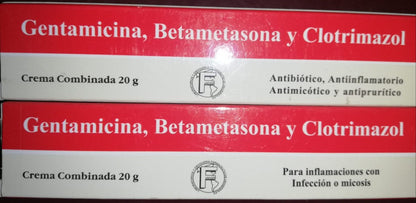 Gentamicina, Betametasona y Clotrimazol
Crema Combinada 20 g
Antibiótico, Antiinflamatorio
Antimicótico y antiprurítico
Gentamicina, Betametasona y Clotrimazol
Crema Combinada 20 g
Para inflamaciones con
Infección o micosis